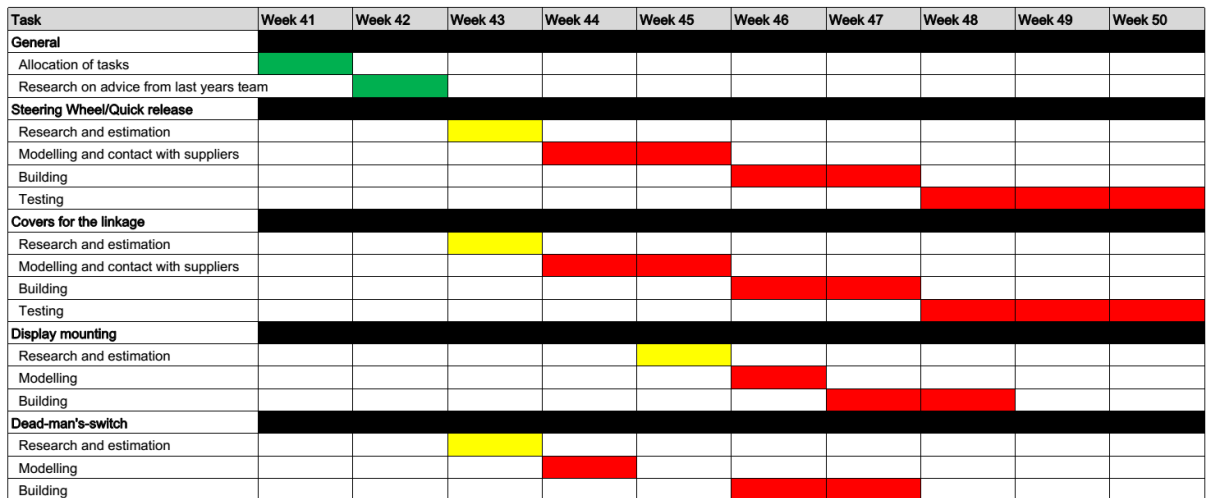 Task Week 41 Week 42 Week 43 Week 44 Week 45 Week 46 Week 47 Week 48 Week 49 Week 50
General
Allocation of tasks
Research on advice from last years team
Steering Wheel/Quick release
Research and estimation
Modelling and contact with suppliers
Building
Testing
Covers for the linkage
Research and estimation
Modelling and contact with suppliers
Building
Testing
Display mounting
Research and estimation
Modelling
Building
Dead-man's-switch
Research and estimation
Modelling
Building